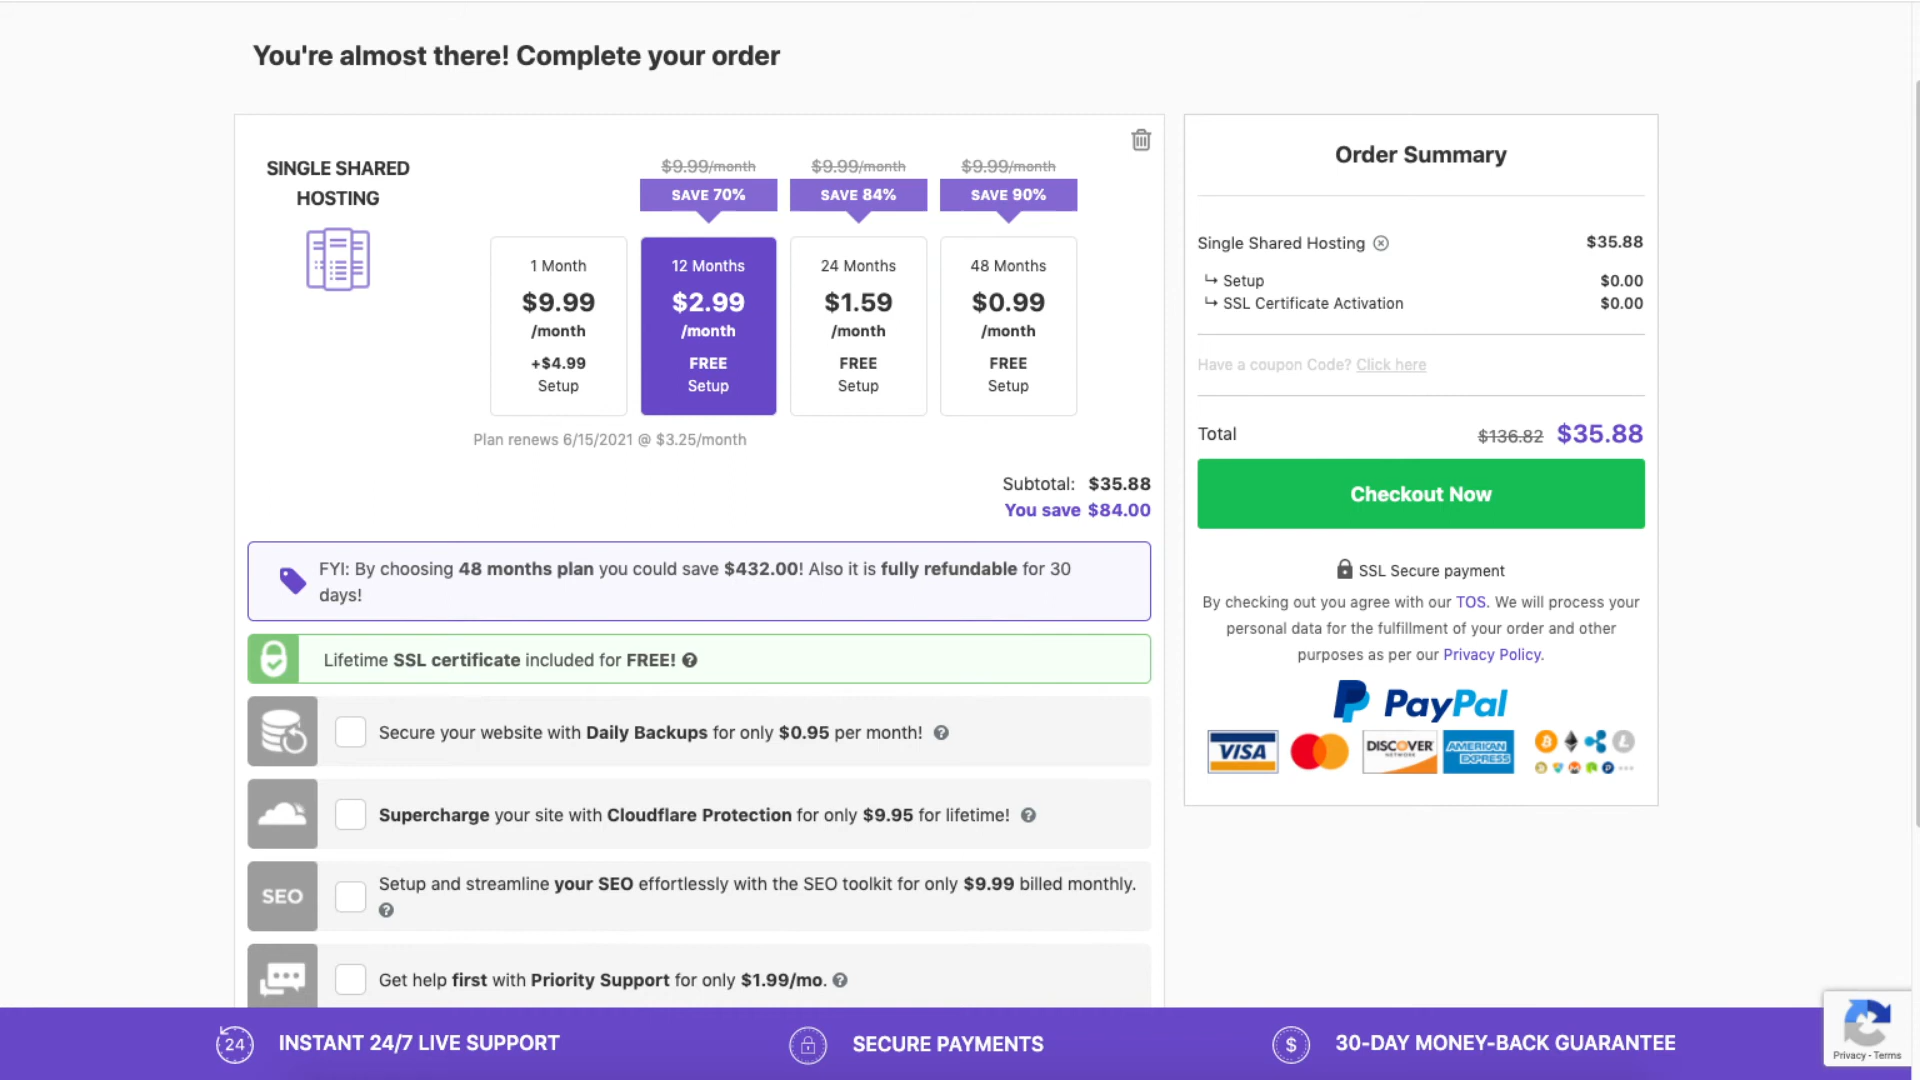 You're almost there! Complete your order
SINGLE SHARED
HOSTING
$9.99/month
SAVE 70%
$9.99/month
SAVE 84%
$9.99/month
SAVE 90%
1 Month
$9.99
/month
+$4.99
Setup
12 Months
$2.99
/month
FREE
Setup
24 Months
$1.59
/month
FREE
Setup
48 Months
$0.99
/month
FREE
Setup
Plan renews 6/15/2021 @ $3.25/month
Subtotal: $35.88
You save $84.00
FYI: By choosing 48 months plan you could save $432.00! Also it is fully refundable for 30
days!
Lifetime SSL certificate included for FREE! ?
Secure your website with Daily Backups for only $0.95 per month! ?
Supercharge your site with Cloudflare Protection for only $9.95 for lifetime! ?
SEO
Setup and streamline your SEO effortlessly with the SEO toolkit for only $9.99 billed monthly.
?
Get help first with Priority Support for only $1.99/mo. ?
Order Summary
Single Shared Hosting $35.88
Setup $0.00
SSL Certificate Activation $0.00
Have a coupon Code? Click here
Total $136.82 $35.88
Checkout Now
SSL Secure payment
By checking out you agree with our TOS. We will process your
personal data for the fulfillment of your order and other
purposes as per our Privacy Policy.
PayPal
VISA
DISCOVER
NETWORK
AMERICAN
EXPRESS
24 INSTANT 24/7 LIVE SUPPORT
SECURE PAYMENTS
$ 30-DAY MONEY-BACK GUARANTEE
Privacy - Terms